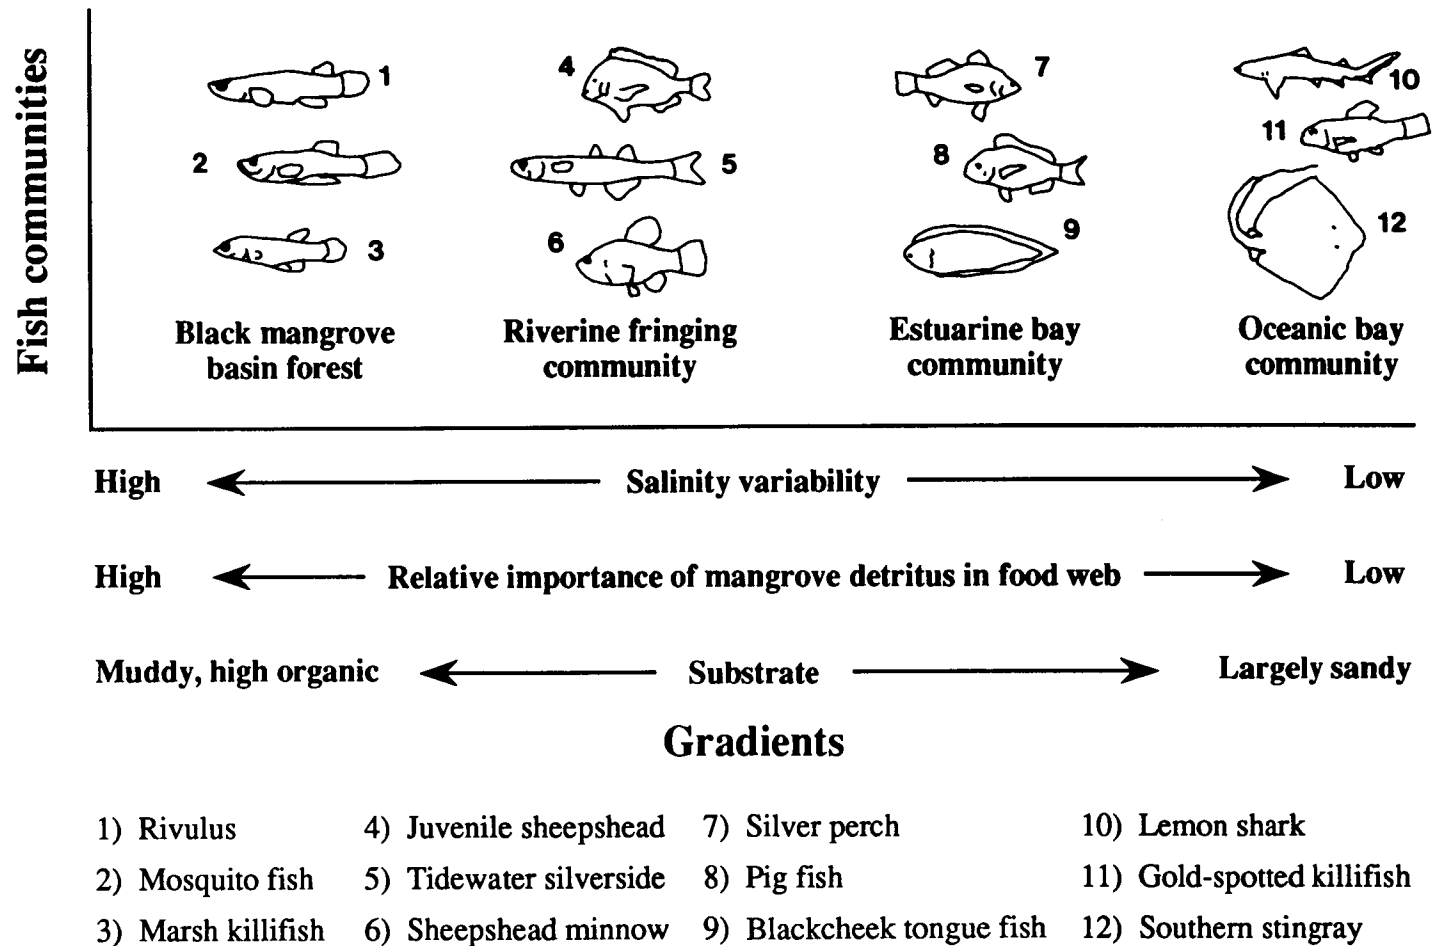 Fish communities
1
2
3
4
5
6
7
8
9
10
11
12
Black mangrove
basin forest
Riverine fringing
community
Estuarine bay
community
Oceanic bay
community
High Salinity variability Low
High Relative importance of mangrove detritus in food web Low
Muddy, high organic Substrate Largely sandy
Gradients
1) Rivulus 4) Juvenile sheepshead 7) Silver perch 10) Lemon shark
2) Mosquito fish 5) Tidewater silverside 8) Pig fish 11) Gold-spotted killifish
3) Marsh killifish 6) Sheepshead minnow 9) Blackcheek tongue fish 12) Southern stingray